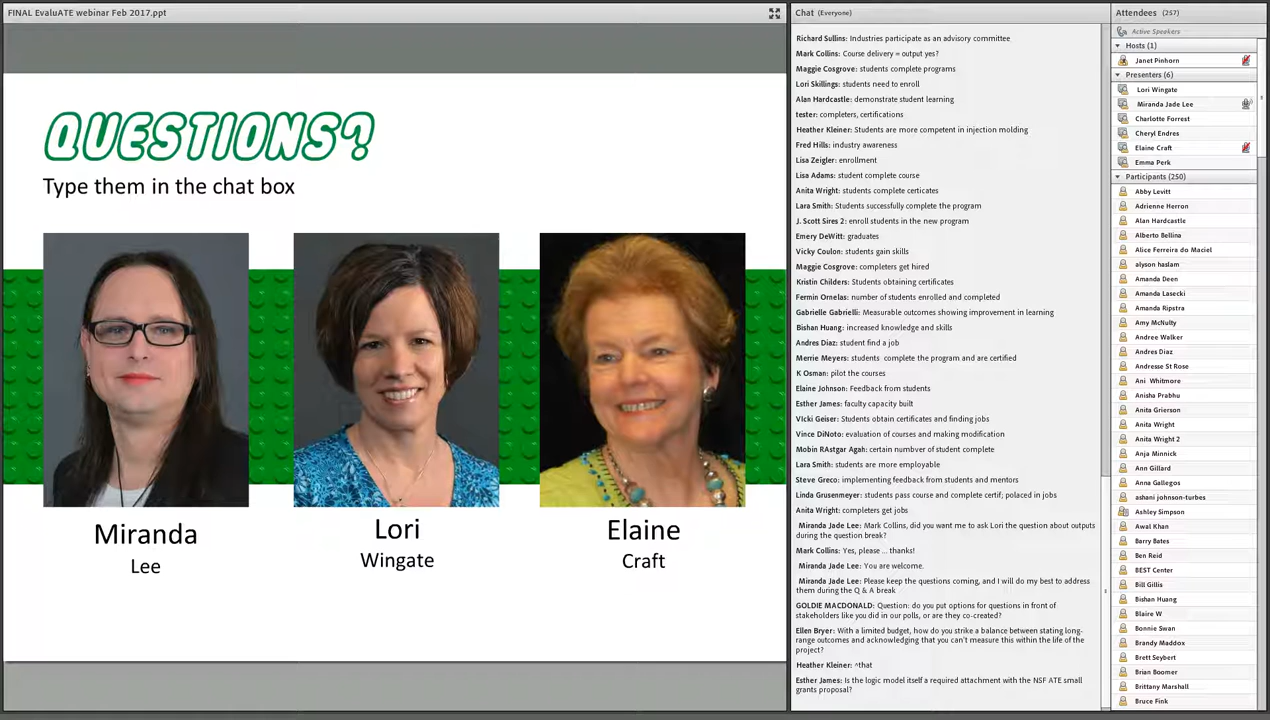 FINAL EvaluATE webinar Feb 2017.ppt
QUESTIONS?
Type them in the chat box
Miranda
Lee
Lori
Wingate
Elaine
Craft
Chat (Everyone)
Richard Sullins: Industries participate as an advisory committee
Mark Collins: Course delivery = output yes?
Maggie Cosgrove: students complete programs
Lori Skillings: students need to enroll
Alan Hardcastle: demonstrate student learning
tester: completers, certifications
Heather Kleiner: Students are more competent in injection molding
Fred Hills: industry awareness
Lisa Zeigler: enrollment
Lisa Adams: student complete course
Anita Wright: students complete certicates
Lara Smith: Students successfully complete the program
J. Scott Sires 2: enroll students in the new program
Emery DeWitt: graduates
Vicky Coulon: students gain skills
Maggie Cosgrove: completers get hired
Kristin Childers: Students obtaining certificates
Fermin Ornelas: number of students enrolled and completed
Gabrielle Gabrielli: Measurable outcomes showing improvement in learning
Bishan Huang: increased knowledge and skills
Andres Diaz: student find a job
Merrie Meyers: students complete the program and are certified
K Osman: pilot the courses
Elaine Johnson: Feedback from students
Esther James: faculty capacity built
VIcki Geiser: Students obtain certificates and finding jobs
Vince DiNoto: evaluation of courses and making modification
Mobin RAstgar Agah: certain numbver of student complete
Lara Smith: students are more employable
Steve Greco: implementing feedback from students and mentors
Linda Grusenmeyer: students pass course and complete certif; polaced in jobs
Anita Wright: completers get jobs
Miranda Jade Lee: Mark Collins, did you want me to ask Lori the question about outputs
during the question break?
Mark Collins: Yes, please ... thanks!
Miranda Jade Lee: You are welcome.
Miranda Jade Lee: Please keep the questions coming, and I will do my best to address
them during the Q & A break
GOLDIE MACDONALD: Question: do you put options for questions in front of
stakeholders like you did in our polls, or are they co-created?
Ellen Bryer: With a limited budget, how do you strike a balance between stating long-
range outcomes and acknowledging that you can't measure this within the life of the
project?
Heather Kleiner: ^that
Esther James: Is the logic model itself a required attachment with the NSF ATE small
grants proposal?
Attendees (257)
Active Speakers
Hosts (1)
Janet Pinhorn
Presenters (6)
Lori Wingate
Miranda Jade Lee
Charlotte Forrest
Cheryl Endres
Elaine Craft
Emma Perk
Participants (250)
Abby Levitt
Adrienne Herron
Alan Hardcastle
Alberto Bellina
Alice Ferreira do Maciel
alyson haslam
Amanda Deen
Amanda Lasecki
Amanda Ripstra
Amy McNulty
Andree Walker
Andres Diaz
Andresse St Rose
Ani Whitmore
Anisha Prabhu
Anita Grierson
Anita Wright
Anita Wright 2
Anja Minnick
Ann Gillard
Anna Gallegos
ashani johnson-turbes
Ashley Simpson
Awal Khan
Barry Bates
Ben Reid
BEST Center
Bill Gillis
Bishan Huang
Blaire W
Bonnie Swan
Brandy Maddox
Brett Seybert
Brian Boomer
Brittany Marshall
Bruce Fink